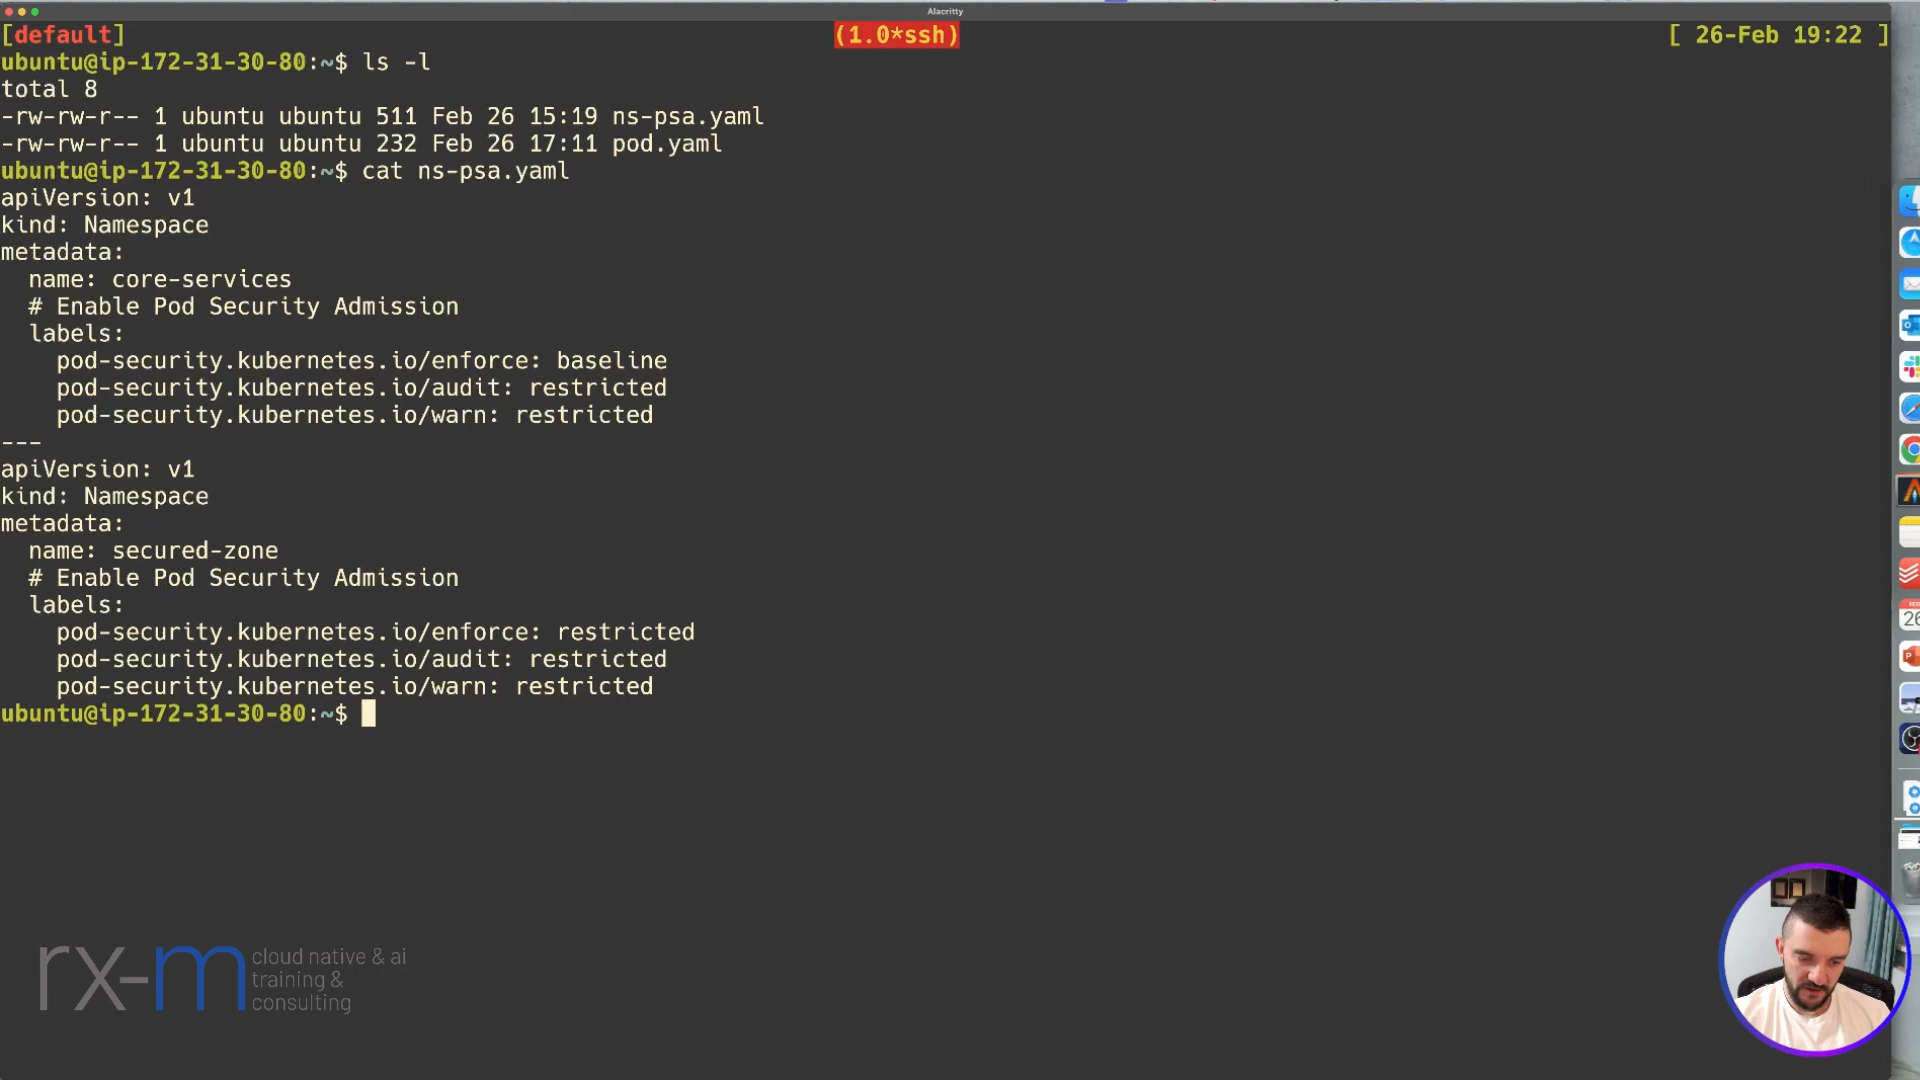 Alacritty
[default] (1.0*ssh) [ 26-Feb 19:22 ]
ubuntu@ip-172-31-30-80:~$ ls -l
total 8
-rw-rw-r-- 1 ubuntu ubuntu 511 Feb 26 15:19 ns-psa.yaml
-rw-rw-r-- 1 ubuntu ubuntu 232 Feb 26 17:11 pod.yaml
ubuntu@ip-172-31-30-80:~$ cat ns-psa.yaml
apiVersion: v1
kind: Namespace
metadata:
  name: core-services
  # Enable Pod Security Admission
  labels:
    pod-security.kubernetes.io/enforce: baseline
    pod-security.kubernetes.io/audit: restricted
    pod-security.kubernetes.io/warn: restricted
---
apiVersion: v1
kind: Namespace
metadata:
  name: secured-zone
  # Enable Pod Security Admission
  labels:
    pod-security.kubernetes.io/enforce: restricted
    pod-security.kubernetes.io/audit: restricted
    pod-security.kubernetes.io/warn: restricted
ubuntu@ip-172-31-30-80:~$
rx-m
cloud native & ai
training &
consulting